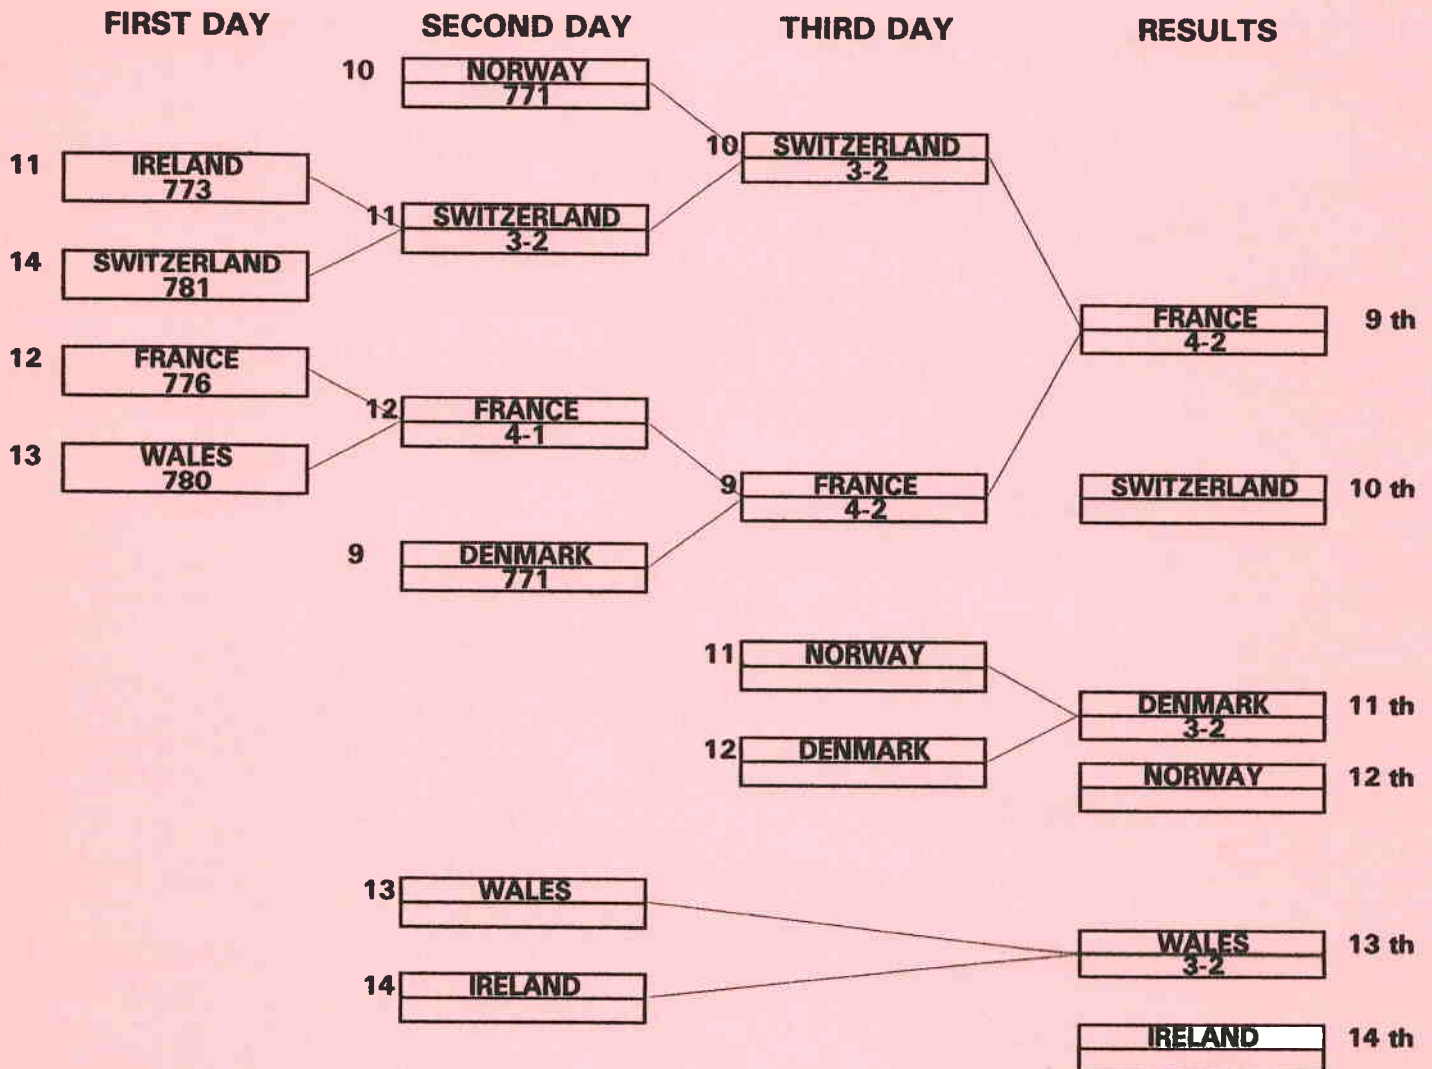 FIRST DAY
SECOND DAY
THIRD DAY
RESULTS
10 NORWAY
771
11 IRELAND
773
14 SWITZERLAND
781
11 SWITZERLAND
3-2
10 SWITZERLAND
3-2
12 FRANCE
776
13 WALES
780
12 FRANCE
4-1
9 DENMARK
771
9 FRANCE
4-2
FRANCE 9 th
4-2
SWITZERLAND 10 th
11 NORWAY
12 DENMARK
DENMARK 11 th
3-2
NORWAY 12 th
13 WALES
14 IRELAND
WALES 13 th
3-2
IRELAND 14 th